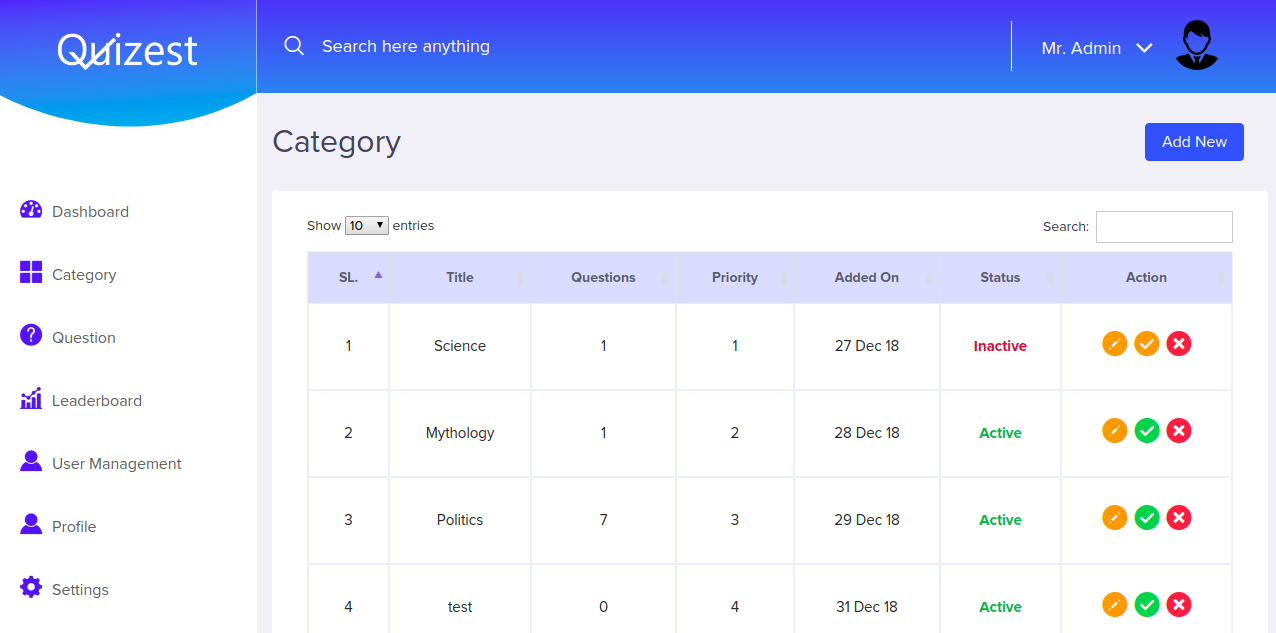 Quizest
Search here anything
Mr. Admin
Category
Add New
Dashboard
Category
Question
Leaderboard
User Management
Profile
Settings
Show 10 entries
Search:
SL. Title Questions Priority Added On Status Action
1 Science 1 1 27 Dec 18 Inactive
2 Mythology 1 2 28 Dec 18 Active
3 Politics 7 3 29 Dec 18 Active
4 test 0 4 31 Dec 18 Active